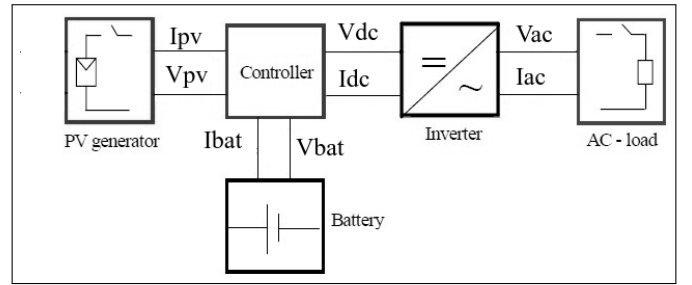 Ipv
Vpv
PV generator
Controller
Ibat
Vbat
Battery
Vdc
Idc
=
~
Inverter
Vac
Iac
AC - load